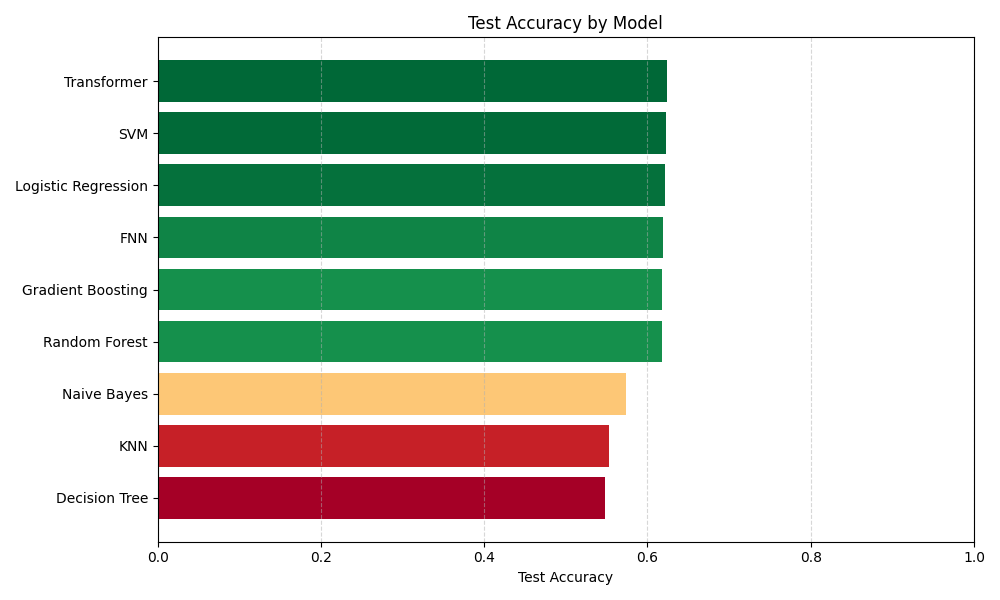 Test Accuracy by Model
Transformer
SVM
Logistic Regression
FNN
Gradient Boosting
Random Forest
Naive Bayes
KNN
Decision Tree
0.0 0.2 0.4 0.6 0.8 1.0
Test Accuracy